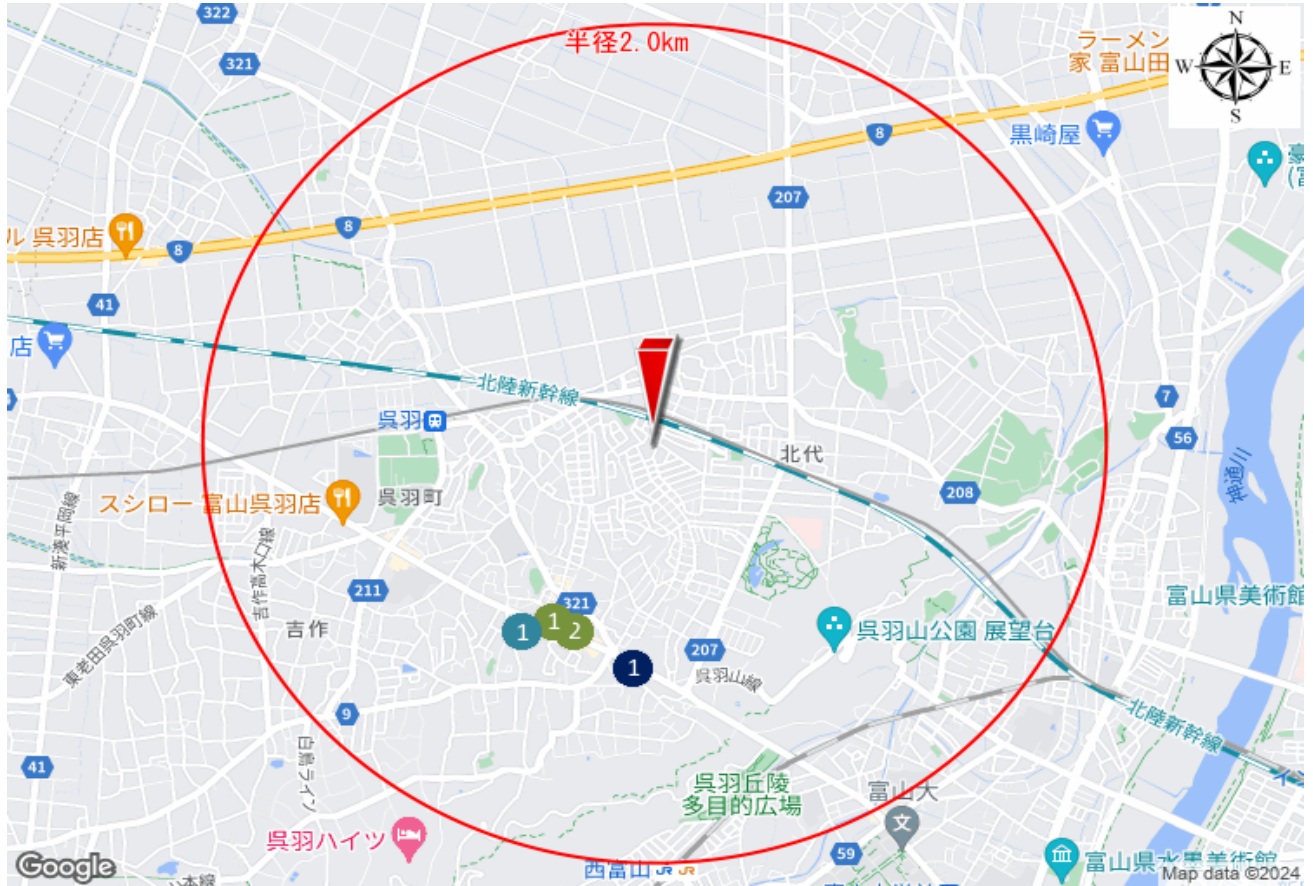 322
半径2.0km
ラーメン
家 富山田
N
W
E
S
321
8
黒崎屋
207
ル 呉羽店
8
8
41
店
北陸新幹線
呉羽
7
56
北代
神通川
208
スシロー 富山呉羽店
呉羽町
新湊平岡線
吉作高木口線
211
321
1
1
2
吉作
富山県美術館
呉羽山公園 展望台
207
呉羽山線
1
東老田呉羽町線
9
北陸新幹線
白鳥ライン
41
呉羽丘陵
多目的広場
富山大
呉羽ハイツ
59
西富山
富山県水墨美術館
Google
本線
Map data ©2024